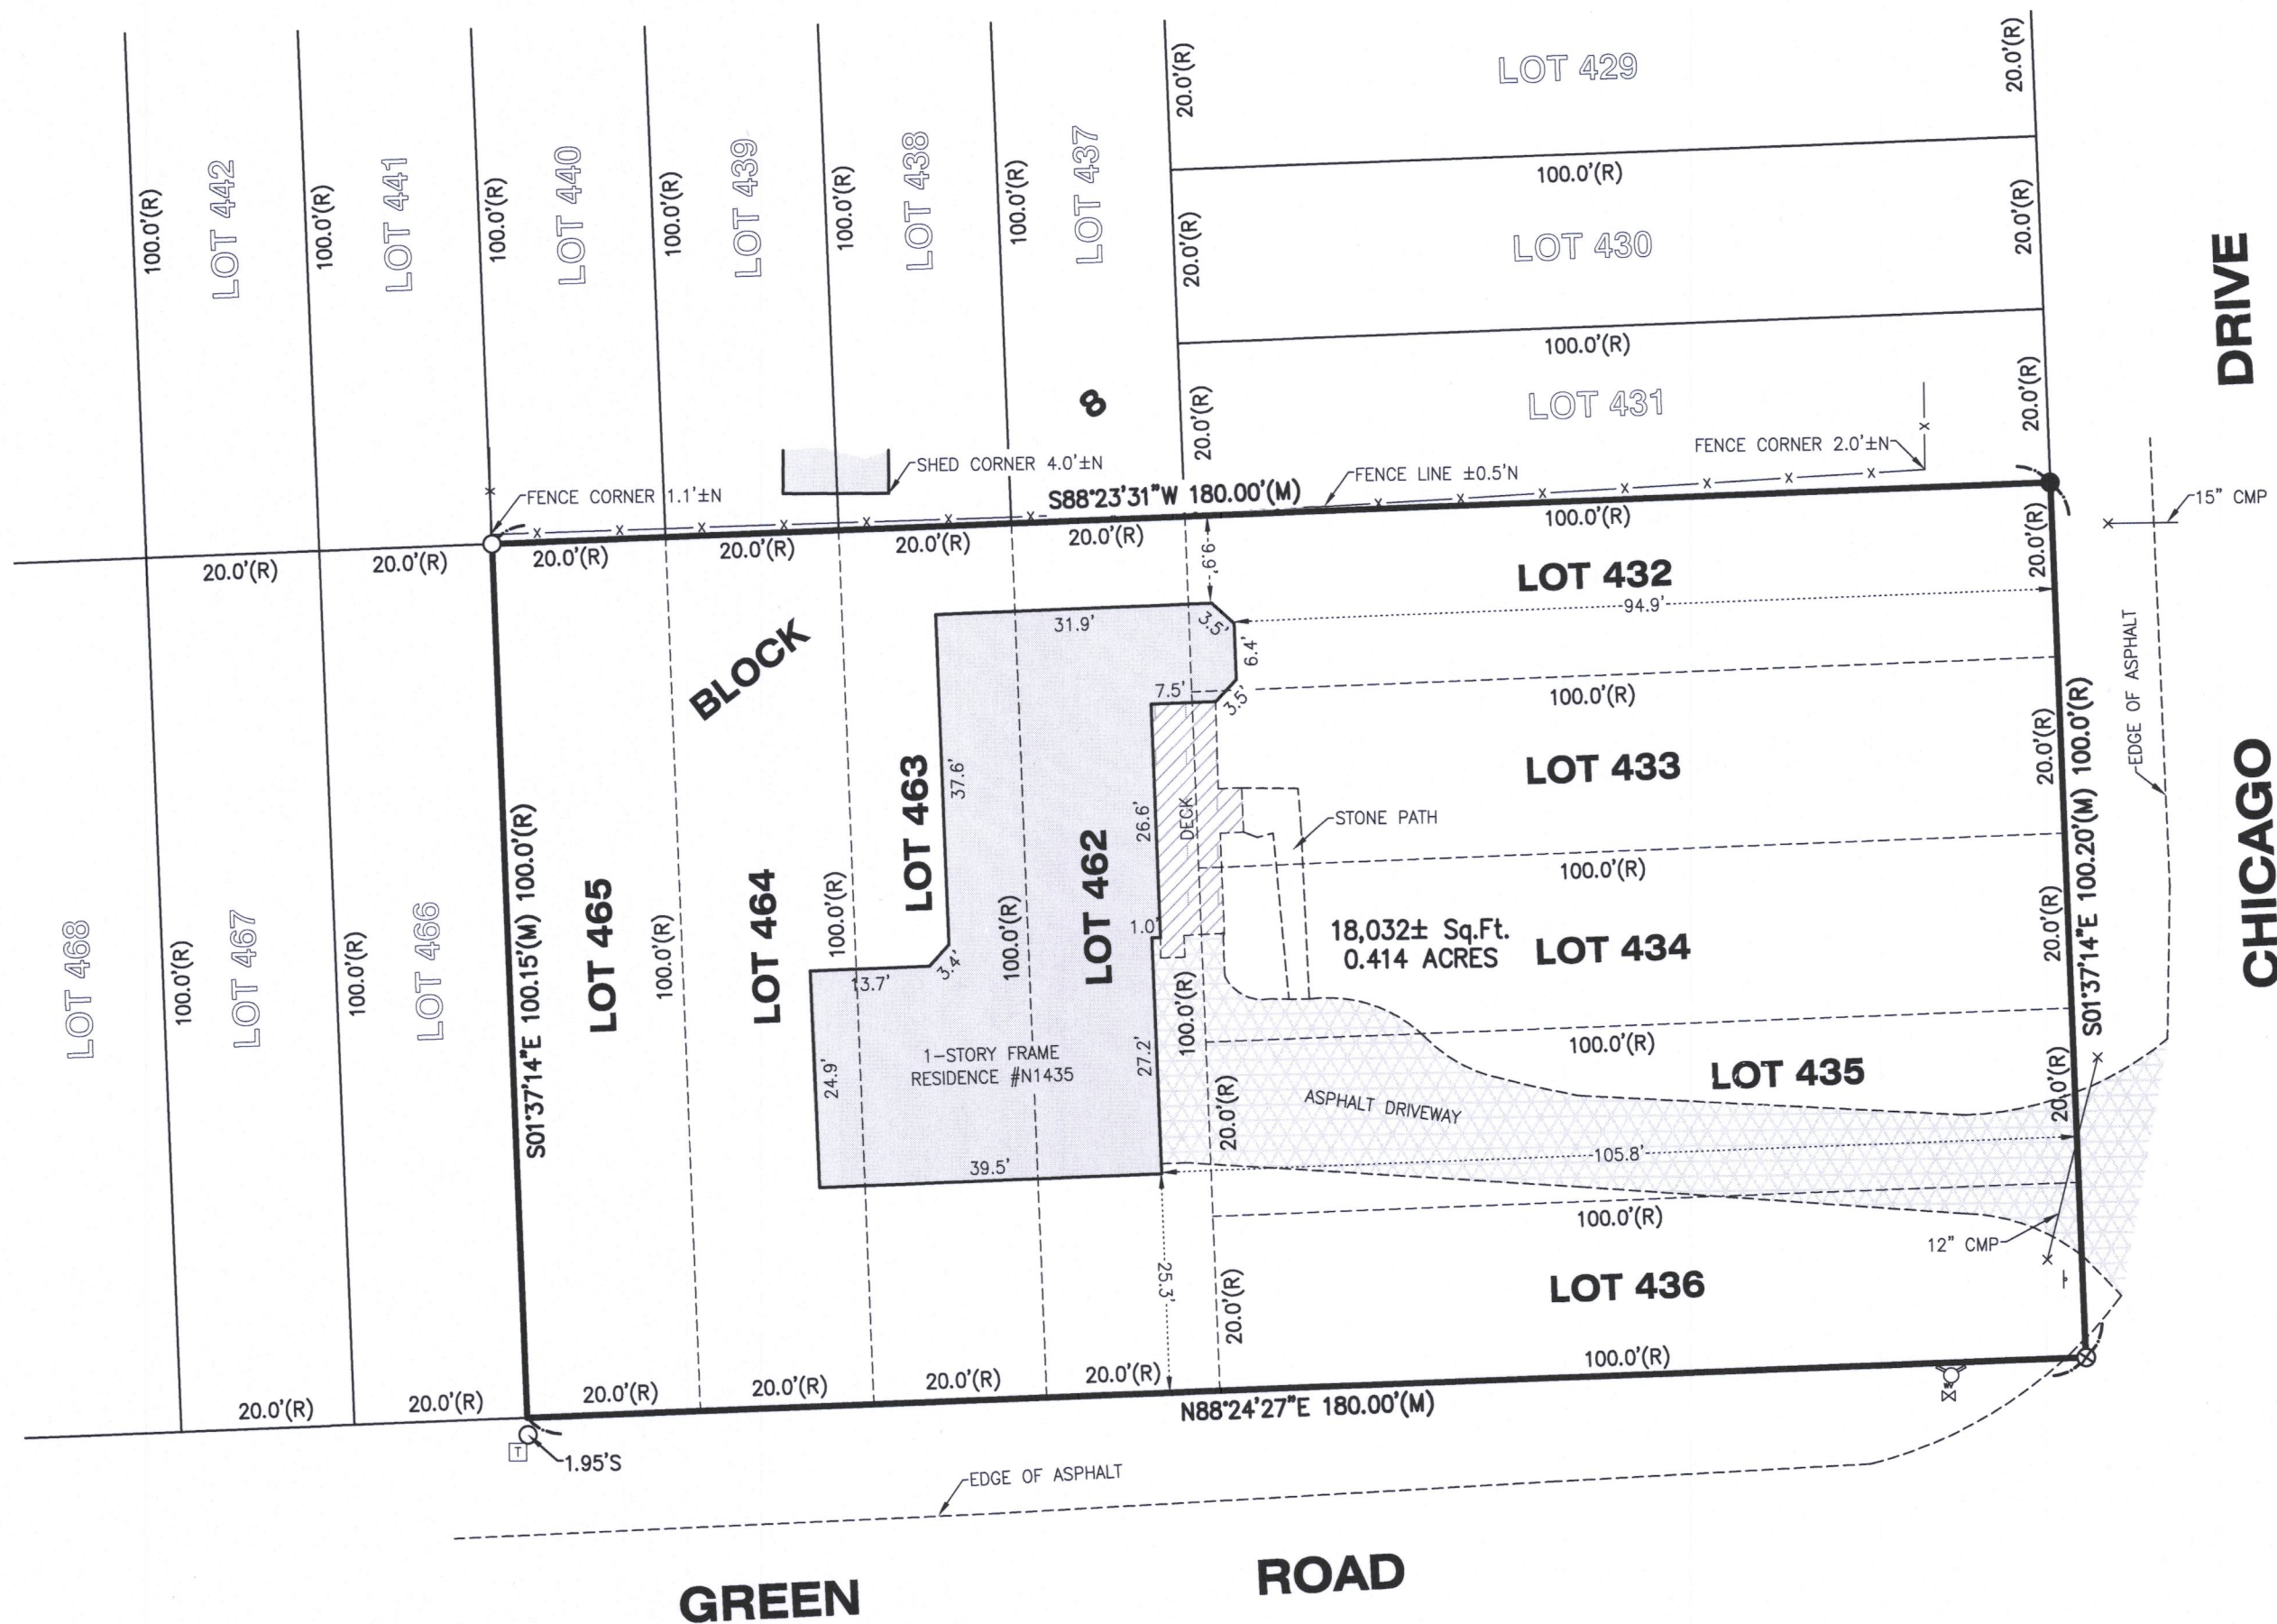 20.0'(R)
LOT 429
20.0'(R)
100.0'(R)
LOT 442
100.0'(R)
LOT 441
100.0'(R)
LOT 440
100.0'(R)
LOT 439
100.0'(R)
LOT 438
100.0'(R)
LOT 437
20.0'(R)
100.0'(R)
LOT 430
20.0'(R)
DRIVE
100.0'(R)
20.0'(R)
LOT 431
20.0'(R)
8
SHED CORNER 4.0'±N
FENCE LINE ±0.5'N
FENCE CORNER 2.0'±N
FENCE CORNER 1.1'±N
S88°23'31"W 180.00'(M)
15" CMP
20.0'(R)
20.0'(R)
20.0'(R)
20.0'(R)
20.0'(R)
20.0'(R)
100.0'(R)
20.0'(R)
9.9'
LOT 432
94.9'
BLOCK
31.9'
3.5'
6.4'
7.5'
3.5'
100.0'(R)
EDGE OF ASPHALT
LOT 463
37.6'
26.6'
DECK
LOT 433
20.0'(R)
S01°37'14"E 100.20'(M) 100.0'(R)
STONE PATH
CHICAGO
LOT 462
100.0'(R)
S01°37'14"E 100.15'(M) 100.0'(R)
LOT 468
100.0'(R)
LOT 467
100.0'(R)
LOT 466
LOT 465
100.0'(R)
LOT 464
100.0'(R)
100.0'(R)
1.0'
18,032± Sq.Ft.
0.414 ACRES
LOT 434
20.0'(R)
13.7'
3.4'
100.0'(R)
100.0'(R)
24.9'
1-STORY FRAME
RESIDENCE #N1435
27.2'
LOT 435
20.0'(R)
20.0'(R)
ASPHALT DRIVEWAY
105.8'
39.5'
100.0'(R)
12" CMP
25.3'
20.0'(R)
LOT 436
20.0'(R)
20.0'(R)
20.0'(R)
20.0'(R)
20.0'(R)
20.0'(R)
100.0'(R)
N88°24'27"E 180.00'(M)
T
1.95'S
EDGE OF ASPHALT
GREEN
ROAD